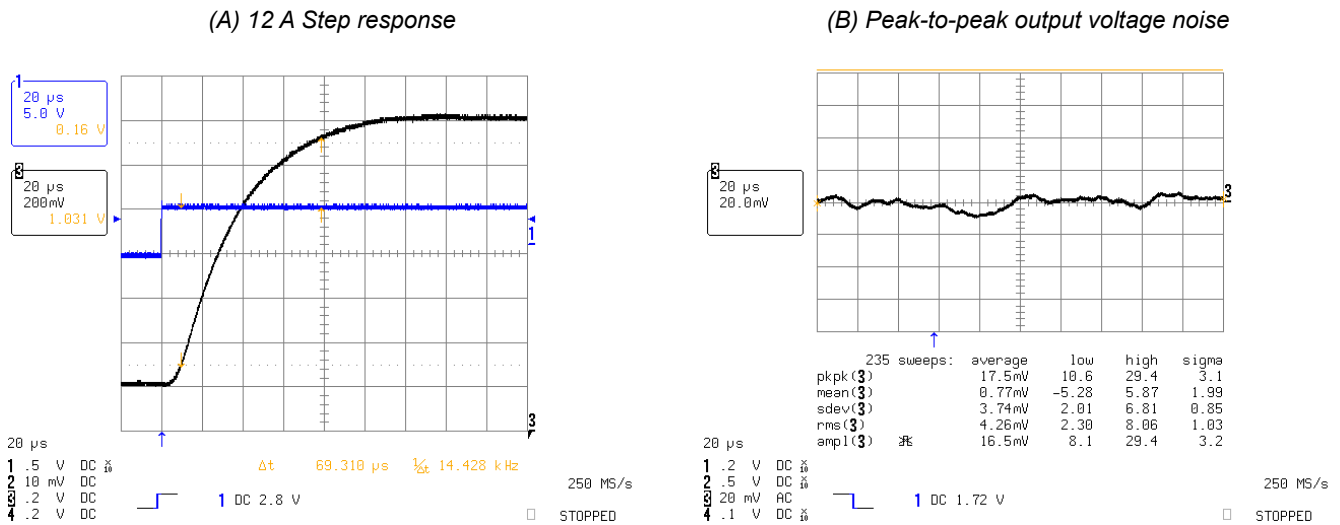 (A) 12 A Step response
1
20 µs
5.0 V
0.16 V
3
20 µs
200mV
1.031 V
1
3
20 µs
1 .5 V DC ×10
2 10 mV DC ×10
3 .2 V DC
4 .2 V DC
Δt 69.310 µs 1/Δt 14.428 kHz
1 DC 2.8 V
250 MS/s
STOPPED
(B) Peak-to-peak output voltage noise
3
20 µs
20.0mV
3
235 sweeps: average low high sigma
pkpk(3) 17.5mV 10.6 29.4 3.1
mean(3) 0.77mV -5.28 5.87 1.99
sdev(3) 3.74mV 2.01 6.81 0.85
rms(3) 4.26mV 2.30 8.06 1.03
ampl(3) 16.5mV 8.1 29.4 3.2
20 µs
1 .2 V DC ×10
2 .5 V DC ×10
3 20 mV AC
4 .1 V DC ×10
1 DC 1.72 V
250 MS/s
STOPPED